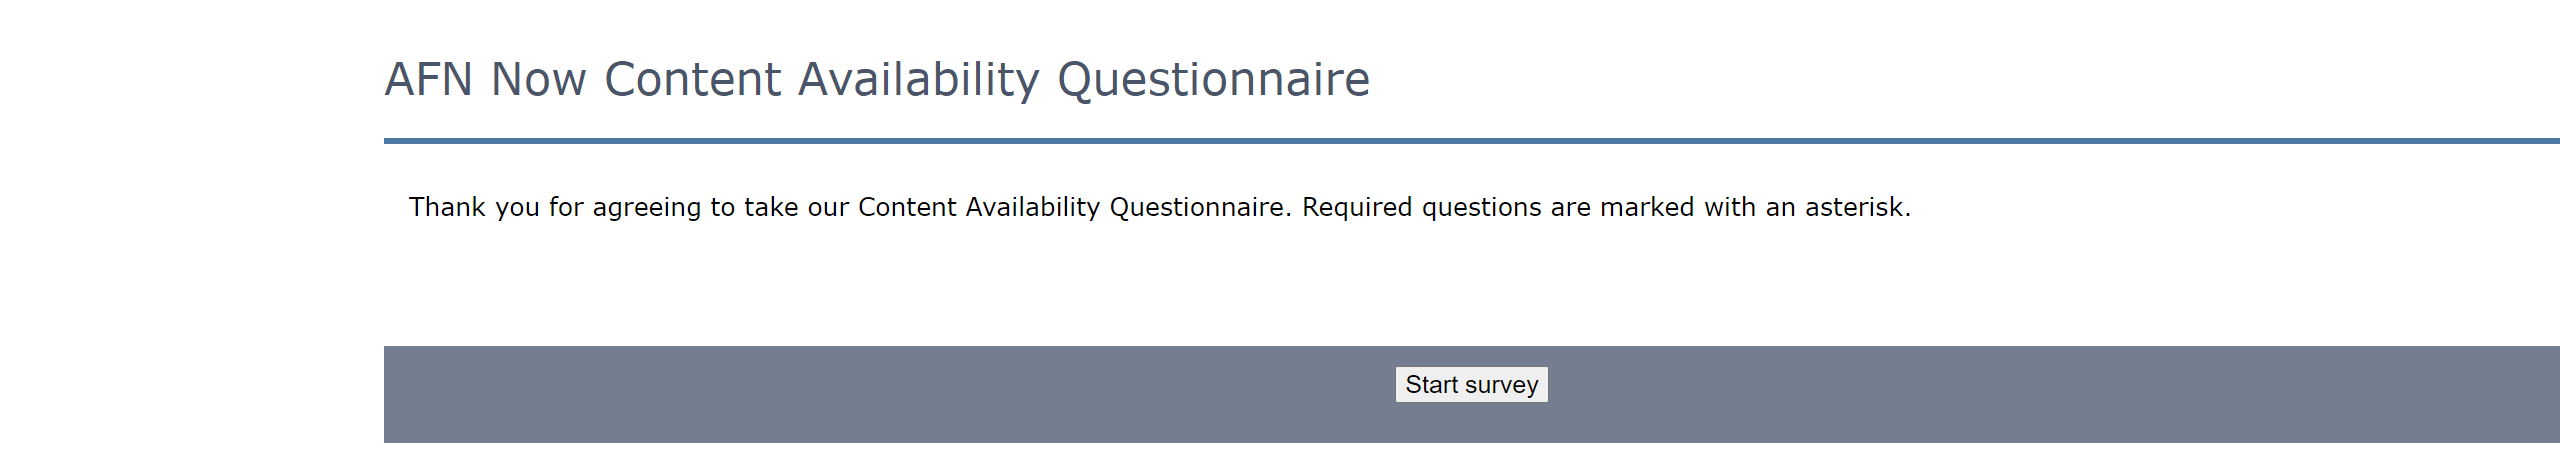 AFN Now Content Availability Questionnaire
Thank you for agreeing to take our Content Availability Questionnaire. Required questions are marked with an asterisk.
Start survey